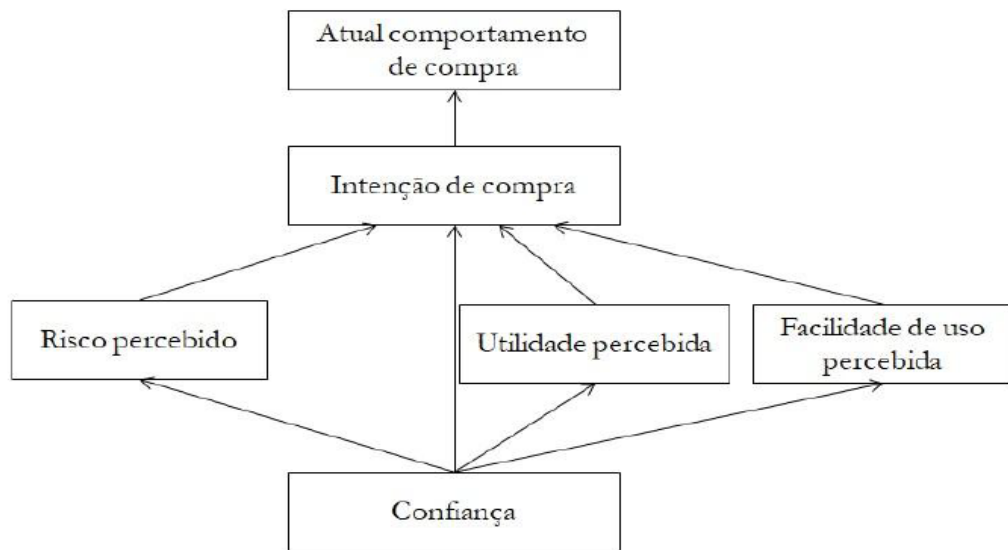 Atual comportamento
de compra
Intenção de compra
Risco percebido
Utilidade percebida
Facilidade de uso
percebida
Confiança